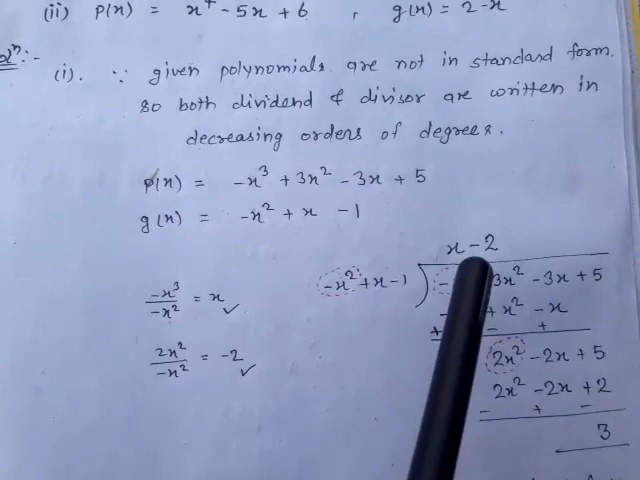 (ii) p(x) = x⁴ - 5x + 6 , g(x) = 2 - x
Solⁿ:-
(i). ∵ given polynomials are not in standard form.
so both dividend & divisor are written in
decreasing orders of degrees.
p(x) = -x³ + 3x² - 3x + 5
g(x) = -x² + x - 1
x - 2
-x² + x - 1 ) - 3x² - 3x + 5
-x³/-x² = x ✓
- + x² - x
+ - +
2x²/-x² = -2 ✓
2x² - 2x + 5
2x² - 2x + 2
- + -
3